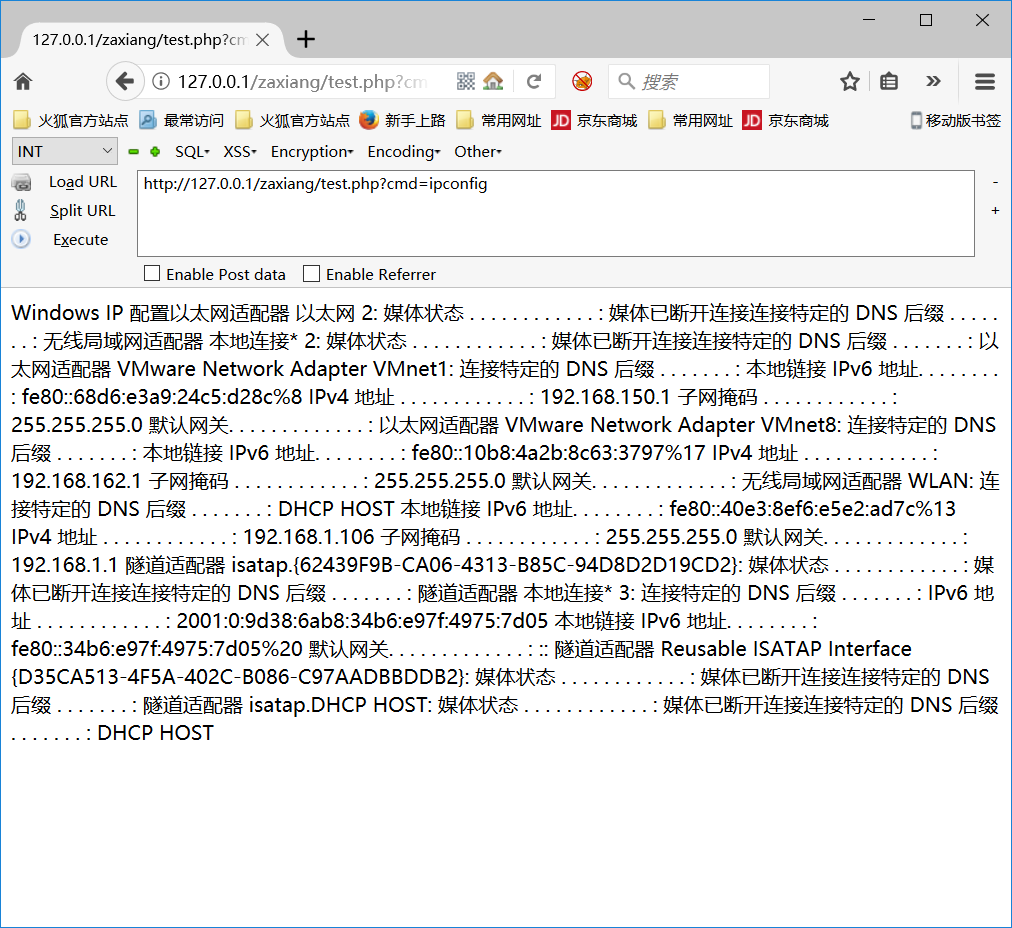 127.0.0.1/zaxiang/test.php?cm
127.0.0.1/zaxiang/test.php?cmd=
搜索
火狐官方站点 最常访问 火狐官方站点 新手上路 常用网址 JD 京东商城 常用网址 JD 京东商城 移动版书签
INT SQL XSS Encryption Encoding Other
Load URL http://127.0.0.1/zaxiang/test.php?cmd=ipconfig -
Split URL +
Execute
Enable Post data Enable Referrer
Windows IP 配置以太网适配器 以太网 2: 媒体状态 . . . . . . . . . . . . : 媒体已断开连接连接特定的 DNS 后缀 . . . . .
. . : 无线局域网适配器 本地连接* 2: 媒体状态 . . . . . . . . . . . . : 媒体已断开连接连接特定的 DNS 后缀 . . . . . . . : 以
太网适配器 VMware Network Adapter VMnet1: 连接特定的 DNS 后缀 . . . . . . . : 本地链接 IPv6 地址. . . . . . . .
: fe80::68d6:e3a9:24c5:d28c%8 IPv4 地址 . . . . . . . . . . . . : 192.168.150.1 子网掩码 . . . . . . . . . . . . :
255.255.255.0 默认网关. . . . . . . . . . . . . : 以太网适配器 VMware Network Adapter VMnet8: 连接特定的 DNS
后缀 . . . . . . . : 本地链接 IPv6 地址. . . . . . . . : fe80::10b8:4a2b:8c63:3797%17 IPv4 地址 . . . . . . . . . . . . :
192.168.162.1 子网掩码 . . . . . . . . . . . . : 255.255.255.0 默认网关. . . . . . . . . . . . . : 无线局域网适配器 WLAN: 连
接特定的 DNS 后缀 . . . . . . . : DHCP HOST 本地链接 IPv6 地址. . . . . . . . : fe80::40e3:8ef6:e5e2:ad7c%13
IPv4 地址 . . . . . . . . . . . . : 192.168.1.106 子网掩码 . . . . . . . . . . . . : 255.255.255.0 默认网关. . . . . . . . . . . . . :
192.168.1.1 隧道适配器 isatap.{62439F9B-CA06-4313-B85C-94D8D2D19CD2}: 媒体状态 . . . . . . . . . . . . : 媒
体已断开连接连接特定的 DNS 后缀 . . . . . . . : 隧道适配器 本地连接* 3: 连接特定的 DNS 后缀 . . . . . . . : IPv6 地
址 . . . . . . . . . . . . : 2001:0:9d38:6ab8:34b6:e97f:4975:7d05 本地链接 IPv6 地址. . . . . . . . :
fe80::34b6:e97f:4975:7d05%20 默认网关. . . . . . . . . . . . . : :: 隧道适配器 Reusable ISATAP Interface
{D35CA513-4F5A-402C-B086-C97AADBBDDB2}: 媒体状态 . . . . . . . . . . . . : 媒体已断开连接连接特定的 DNS
后缀 . . . . . . . : 隧道适配器 isatap.DHCP HOST: 媒体状态 . . . . . . . . . . . . : 媒体已断开连接连接特定的 DNS 后缀
. . . . . . . : DHCP HOST